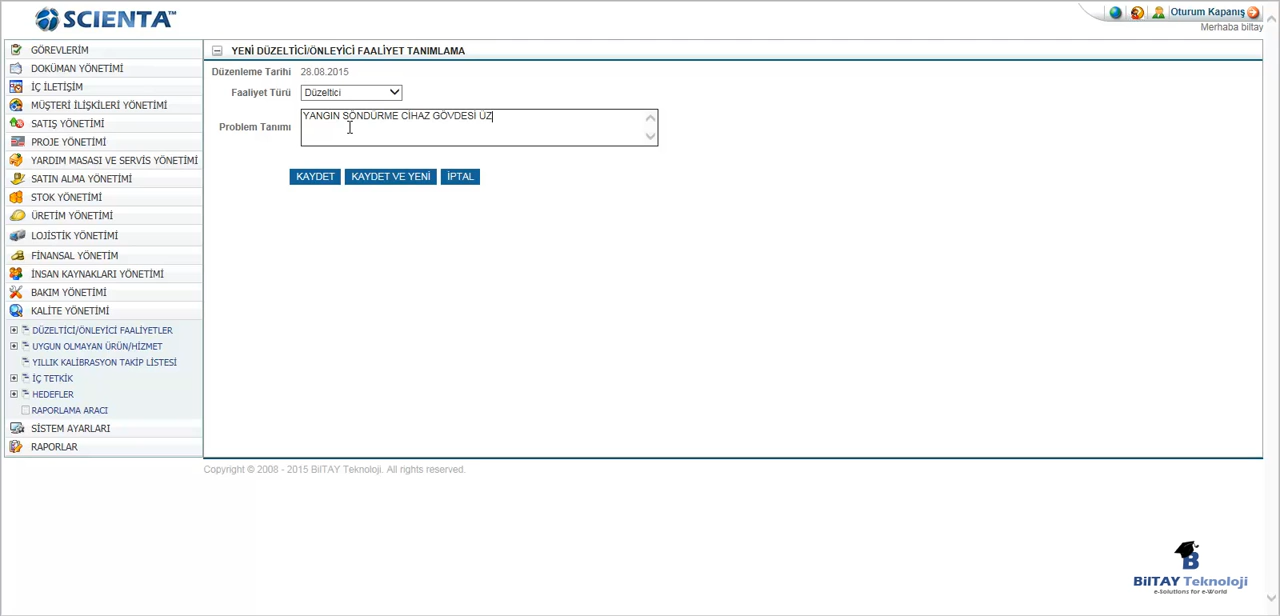 SCIENTA™
Oturum Kapanış
Merhaba biltay
GÖREVLERİM
DOKÜMAN YÖNETİMİ
İÇ İLETİŞİM
MÜŞTERİ İLİŞKİLERİ YÖNETİMİ
SATIŞ YÖNETİMİ
PROJE YÖNETİMİ
YARDIM MASASI VE SERVİS YÖNETİMİ
SATIN ALMA YÖNETİMİ
STOK YÖNETİMİ
ÜRETİM YÖNETİMİ
LOJİSTİK YÖNETİMİ
FİNANSAL YÖNETİM
İNSAN KAYNAKLARI YÖNETİMİ
BAKIM YÖNETİMİ
KALİTE YÖNETİMİ
DÜZELTİCİ/ÖNLEYİCİ FAALİYETLER
UYGUN OLMAYAN ÜRÜN/HİZMET
YILLIK KALİBRASYON TAKİP LİSTESİ
İÇ TETKİK
HEDEFLER
RAPORLAMA ARACI
SİSTEM AYARLARI
RAPORLAR
YENİ DÜZELTİCİ/ÖNLEYİCİ FAALİYET TANIMLAMA
Düzenleme Tarihi 28.08.2015
Faaliyet Türü Düzeltici
Problem Tanımı YANGIN SÖNDÜRME CİHAZ GÖVDESİ ÜZ
KAYDET KAYDET VE YENİ İPTAL
Copyright © 2008 - 2015 BilTAY Teknoloji. All rights reserved.
BilTAY Teknoloji
e-Solutions for e-World